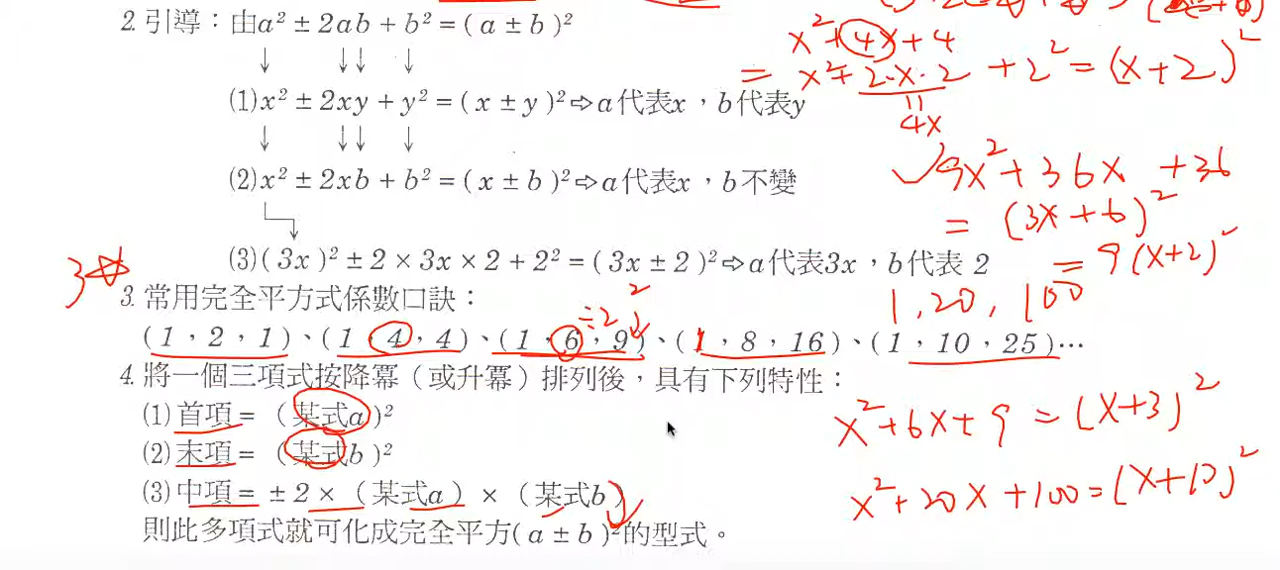 2. 引導：由a² ± 2ab + b² = ( a ± b )²
x² + 4x + 4
= x² + 2·x·2 + 2² = (x+2)²
4x
(1) x² ± 2xy + y² = ( x ± y )² ⇨ a代表x，b代表y
(2) x² ± 2xb + b² = ( x ± b )² ⇨ a代表x，b不變
9x² + 36x + 36
= (3x+6)²
= 9(x+2)²
(3) ( 3x )² ± 2 × 3x × 2 + 2² = ( 3x ± 2 )² ⇨ a代表3x，b代表 2
3☆
3. 常用完全平方式係數口訣：
1, 20, 100
÷2 2
( 1，2，1 )、( 1，4，4 )、( 1，6，9 )、( 1，8，16 )、( 1，10，25 )…
4. 將一個三項式按降冪（或升冪）排列後，具有下列特性：
(1) 首項 = （某式a）²
(2) 末項 = （某式b）²
(3) 中項 = ± 2 ×（某式a）×（某式b）
則此多項式就可化成完全平方( a ± b )²的型式。
x² + 6x + 9 = (x+3)²
x² + 20x + 100 = (x+10)²